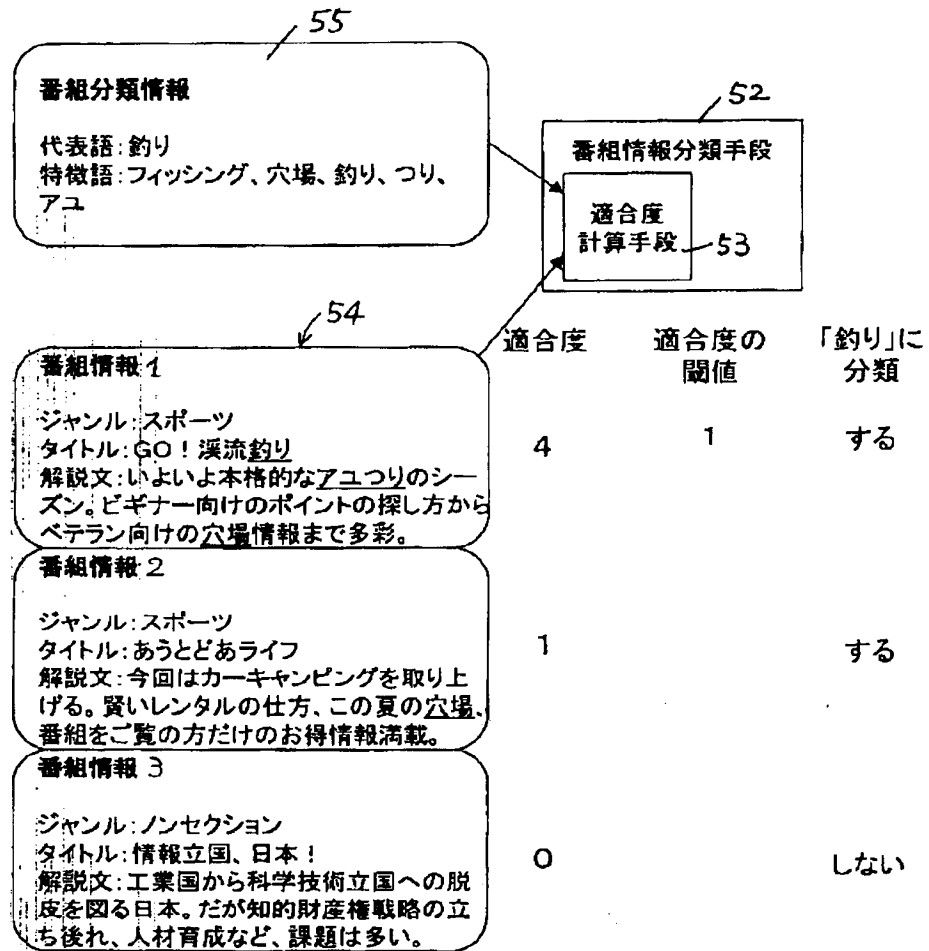 55
番組分類情報
代表語:釣り
特徴語:フィッシング、穴場、釣り、つり、
アユ
52
番組情報分類手段
適合度
計算手段
53
54
適合度
適合度の
閾値
「釣り」に
分類
番組情報1
ジャンル:スポーツ
タイトル:GO!渓流釣り
解説文:いよいよ本格的なアユつりのシー
ズン。ビギナー向けのポイントの探し方から
ベテラン向けの穴場情報まで多彩。
4
1
する
番組情報2
ジャンル:スポーツ
タイトル:あうとどあライフ
解説文:今回はカーキャンピングを取り上
げる。賢いレンタルの仕方、この夏の穴場、
番組をご覧の方だけのお得情報満載。
1
する
番組情報3
ジャンル:ノンセクション
タイトル:情報立国、日本!
解説文:工業国から科学技術立国への脱
皮を図る日本。だが知的財産権戦略の立
ち後れ、人材育成など、課題は多い。
0
しない